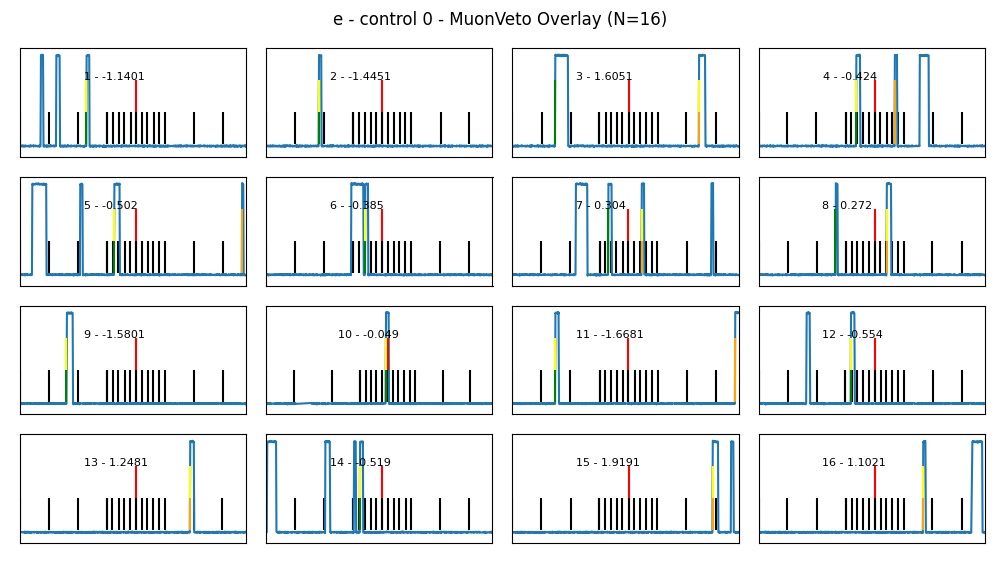 e - control 0 - MuonVeto Overlay (N=16)
1 - -1.1401
2 - -1.4451
3 - 1.6051
4 - -0.424
5 - -0.502
6 - -0.385
7 - 0.304
8 - 0.272
9 - -1.5801
10 - -0.049
11 - -1.6681
12 - -0.554
13 - 1.2481
14 - -0.519
15 - 1.9191
16 - 1.1021